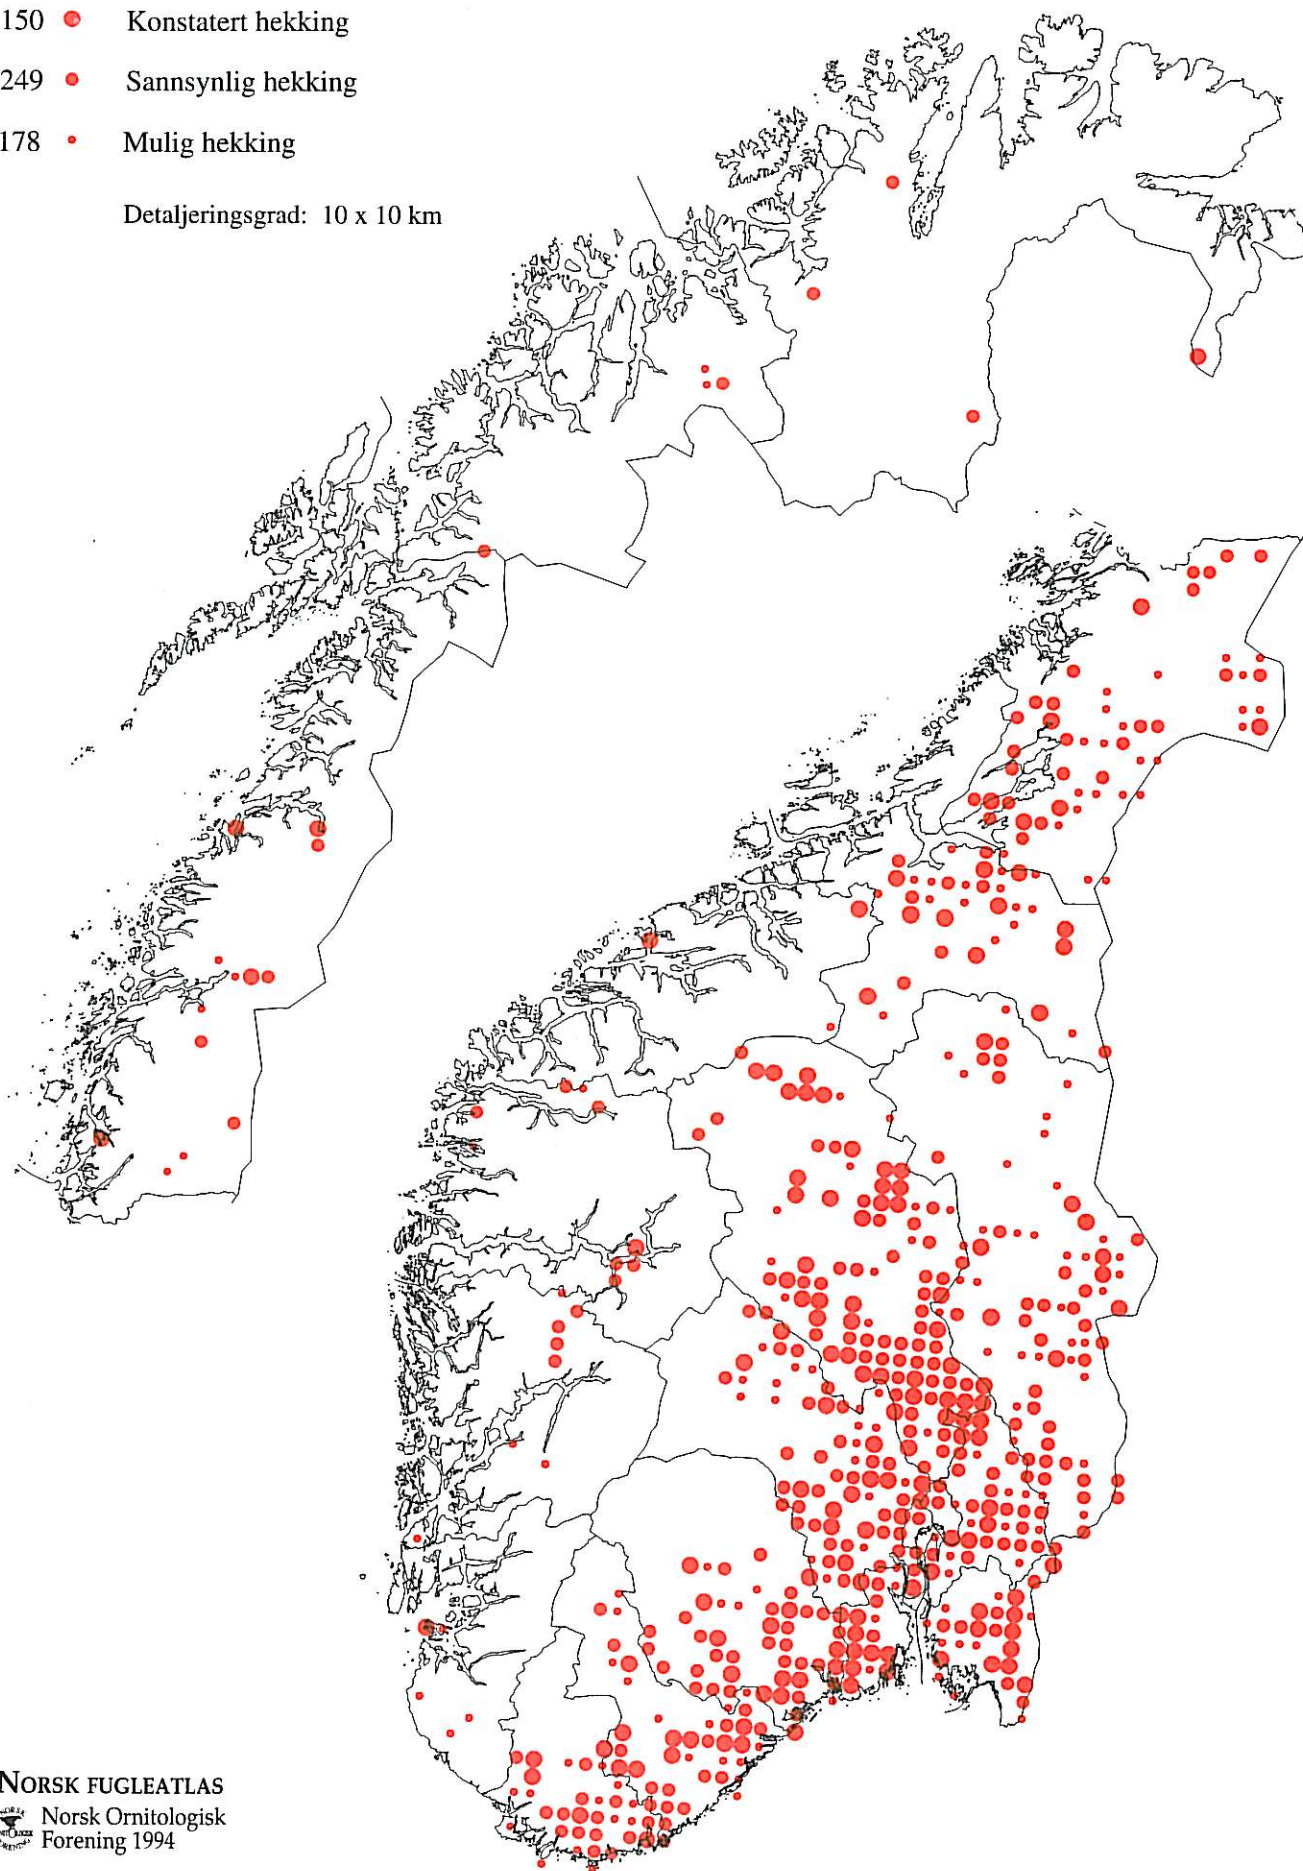 150 Konstatert hekking
249 Sannsynlig hekking
178 Mulig hekking
Detaljeringsgrad: 10 x 10 km
NORSK FUGLEATLAS
Norsk Ornitologisk
Forening 1994